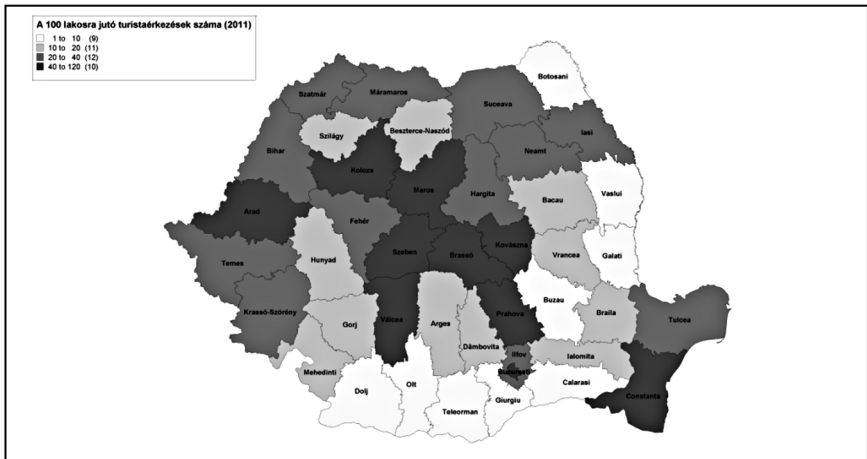 A 100 lakosra jutó turistaérkezések száma (2011)
1 to 10 (9)
10 to 20 (11)
20 to 40 (12)
40 to 120 (10)
Botosani
Szatmár
Máramaros
Suceava
Szilágy
Beszterce-Naszód
Iasi
Bihar
Neamt
Kolozs
Maros
Hargita
Vaslui
Bacau
Arad
Fehér
Kovászna
Szeben
Brassó
Vrancea
Galati
Temes
Hunyad
Buzau
Krassó-Szörény
Prahova
Braila
Tulcea
Gorj
Válcea
Arges
Dâmbovita
Ilfov
Ialomita
Mehedinti
Bucuresti
Calarasi
Constanta
Dolj
Olt
Giurgiu
Teleorman